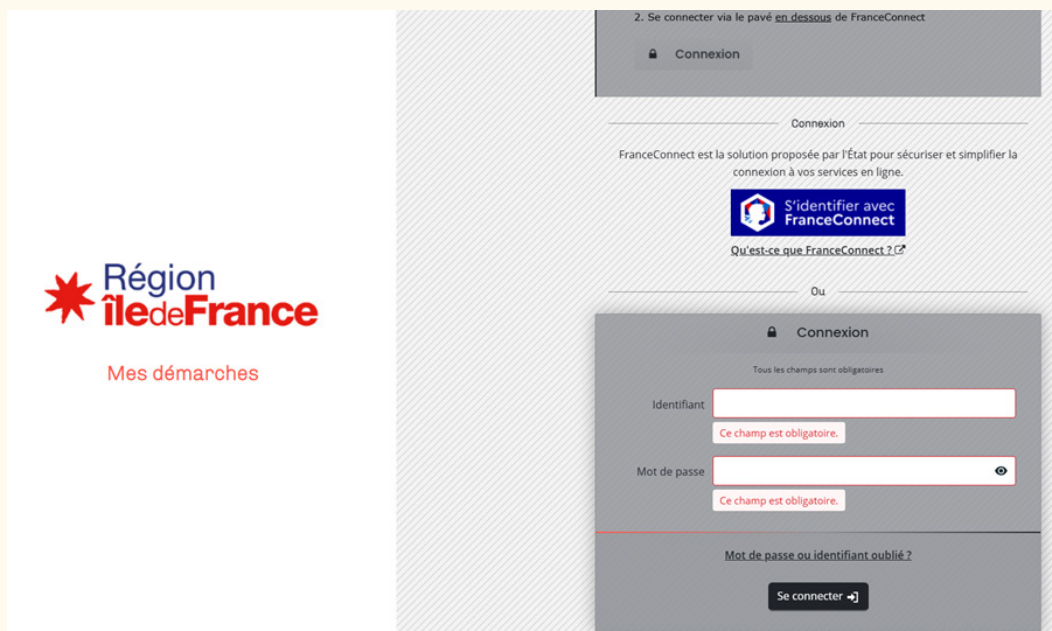 2. Se connecter via le pavé en dessous de FranceConnect
Connexion
Connexion
FranceConnect est la solution proposée par l'État pour sécuriser et simplifier la
connexion à vos services en ligne.
S'identifier avec
FranceConnect
Qu'est-ce que FranceConnect ?
Ou
Région
îledeFrance
Mes démarches
Connexion
Tous les champs sont obligatoires
Identifiant
Ce champ est obligatoire.
Mot de passe
Ce champ est obligatoire.
Mot de passe ou identifiant oublié ?
Se connecter